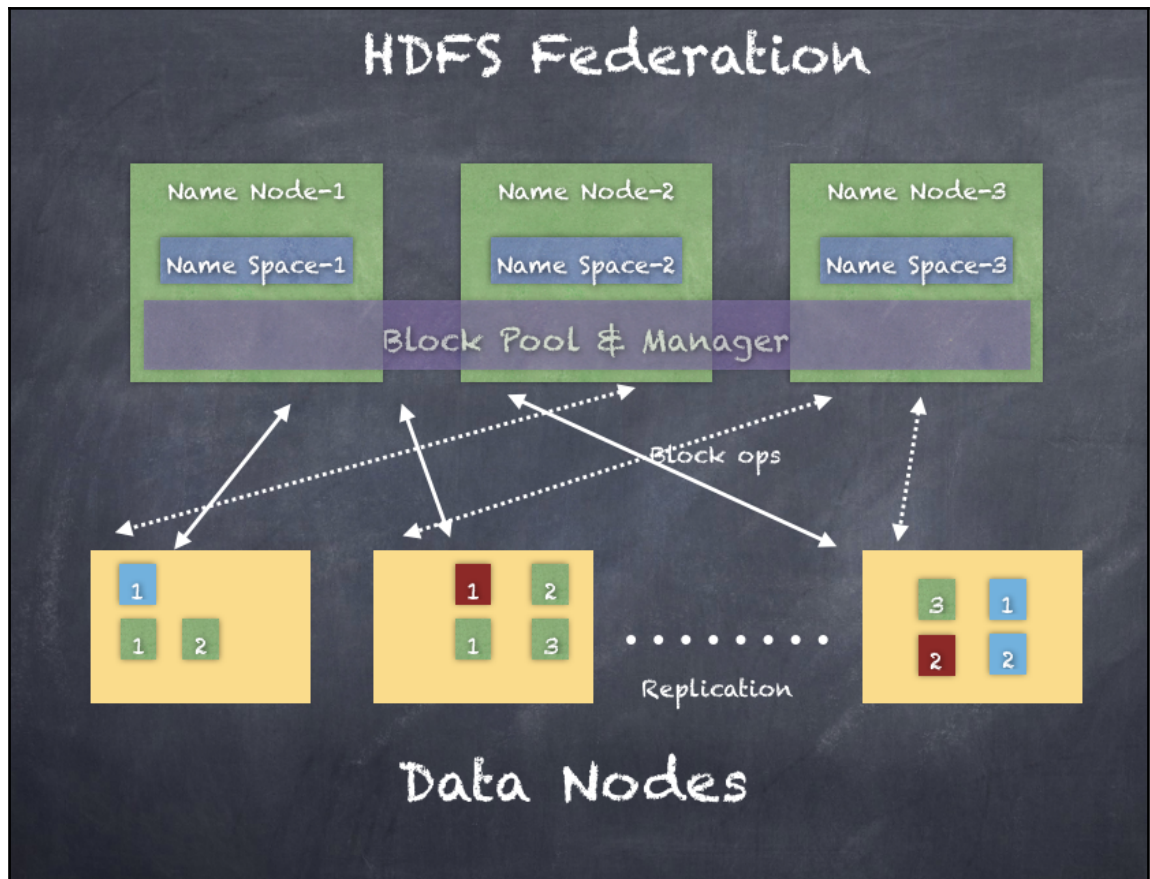 HDFS Federation
Name Node-1
Name Node-2
Name Node-3
Name Space-1
Name Space-2
Name Space-3
Block Pool & Manager
Block ops
1
1 2
1 2
1 3
3 1
2 2
Replication
Data Nodes